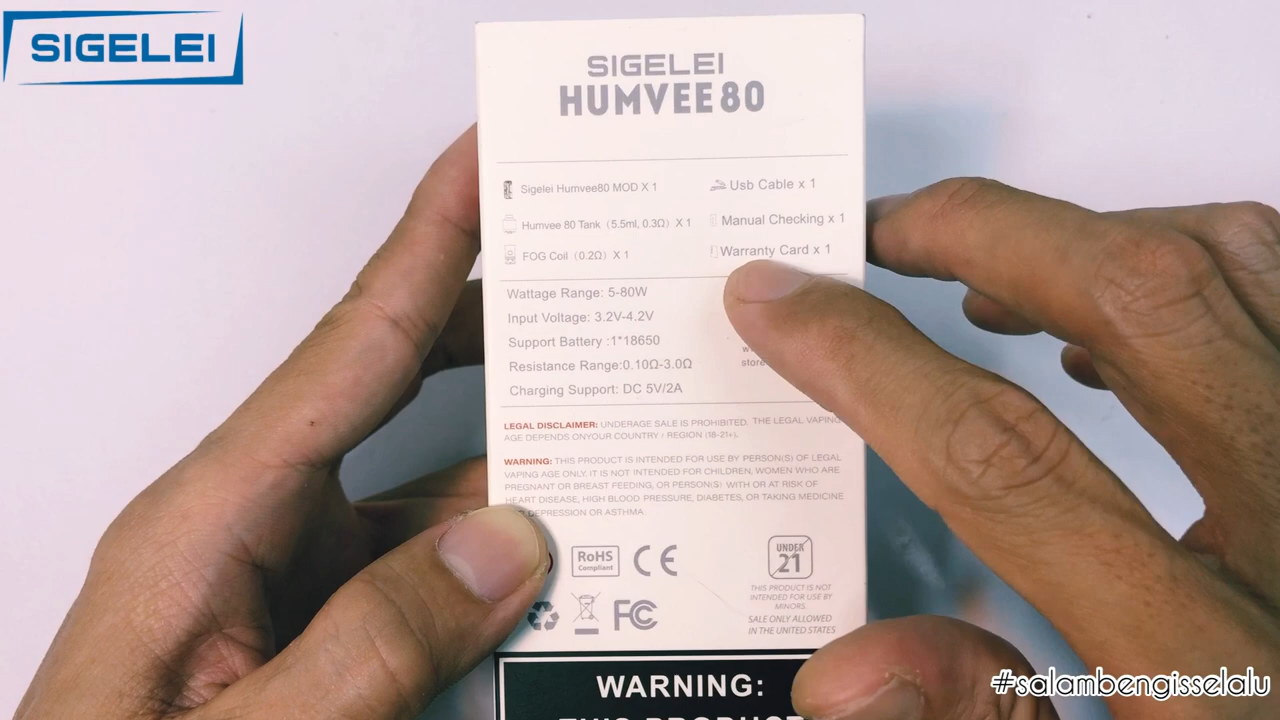 SIGELEI
SIGELEI
HUMVEE 80
Sigelei Humvee80 MOD X 1
Usb Cable x 1
Humvee 80 Tank (5.5ml, 0.3Ω) X 1
Manual Checking x 1
FOG Coil (0.2Ω) X 1
Warranty Card x 1
Wattage Range: 5-80W
Input Voltage: 3.2V-4.2V
Support Battery :1*18650
Resistance Range:0.10Ω-3.0Ω
Charging Support: DC 5V/2A
LEGAL DISCLAIMER: UNDERAGE SALE IS PROHIBITED. THE LEGAL VAPING
AGE DEPENDS ONYOUR COUNTRY / REGION (18-21+).
WARNING: THIS PRODUCT IS INTENDED FOR USE BY PERSON(S) OF LEGAL
VAPING AGE ONLY, IT IS NOT INTENDED FOR CHILDREN, WOMEN WHO ARE
PREGNANT OR BREAST FEEDING, OR PERSON(S) WITH OR AT RISK OF
HEART DISEASE, HIGH BLOOD PRESSURE, DIABETES, OR TAKING MEDICINE
DEPRESSION OR ASTHMA.
RoHS
Compliant
CE
UNDER
21
FC
THIS PRODUCT IS NOT
INTENDED FOR USE BY
MINORS.
SALE ONLY ALLOWED
IN THE UNITED STATES
WARNING:
THIS PRODUCT
#salambengisselalu